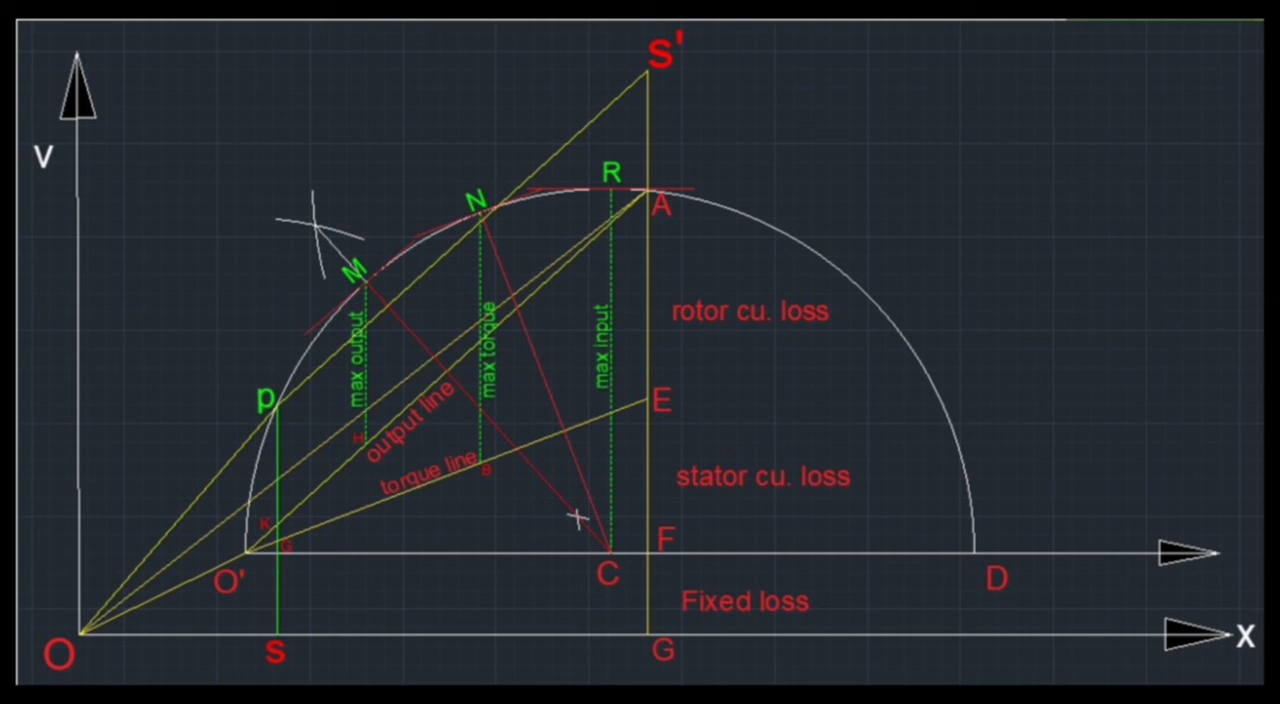 S'
V
R
N
A
M
rotor cu. loss
max output
max torque
max input
P
E
output line
H
torque line
B
stator cu. loss
K
G
F
O'
C
D
Fixed loss
O
S
G
X